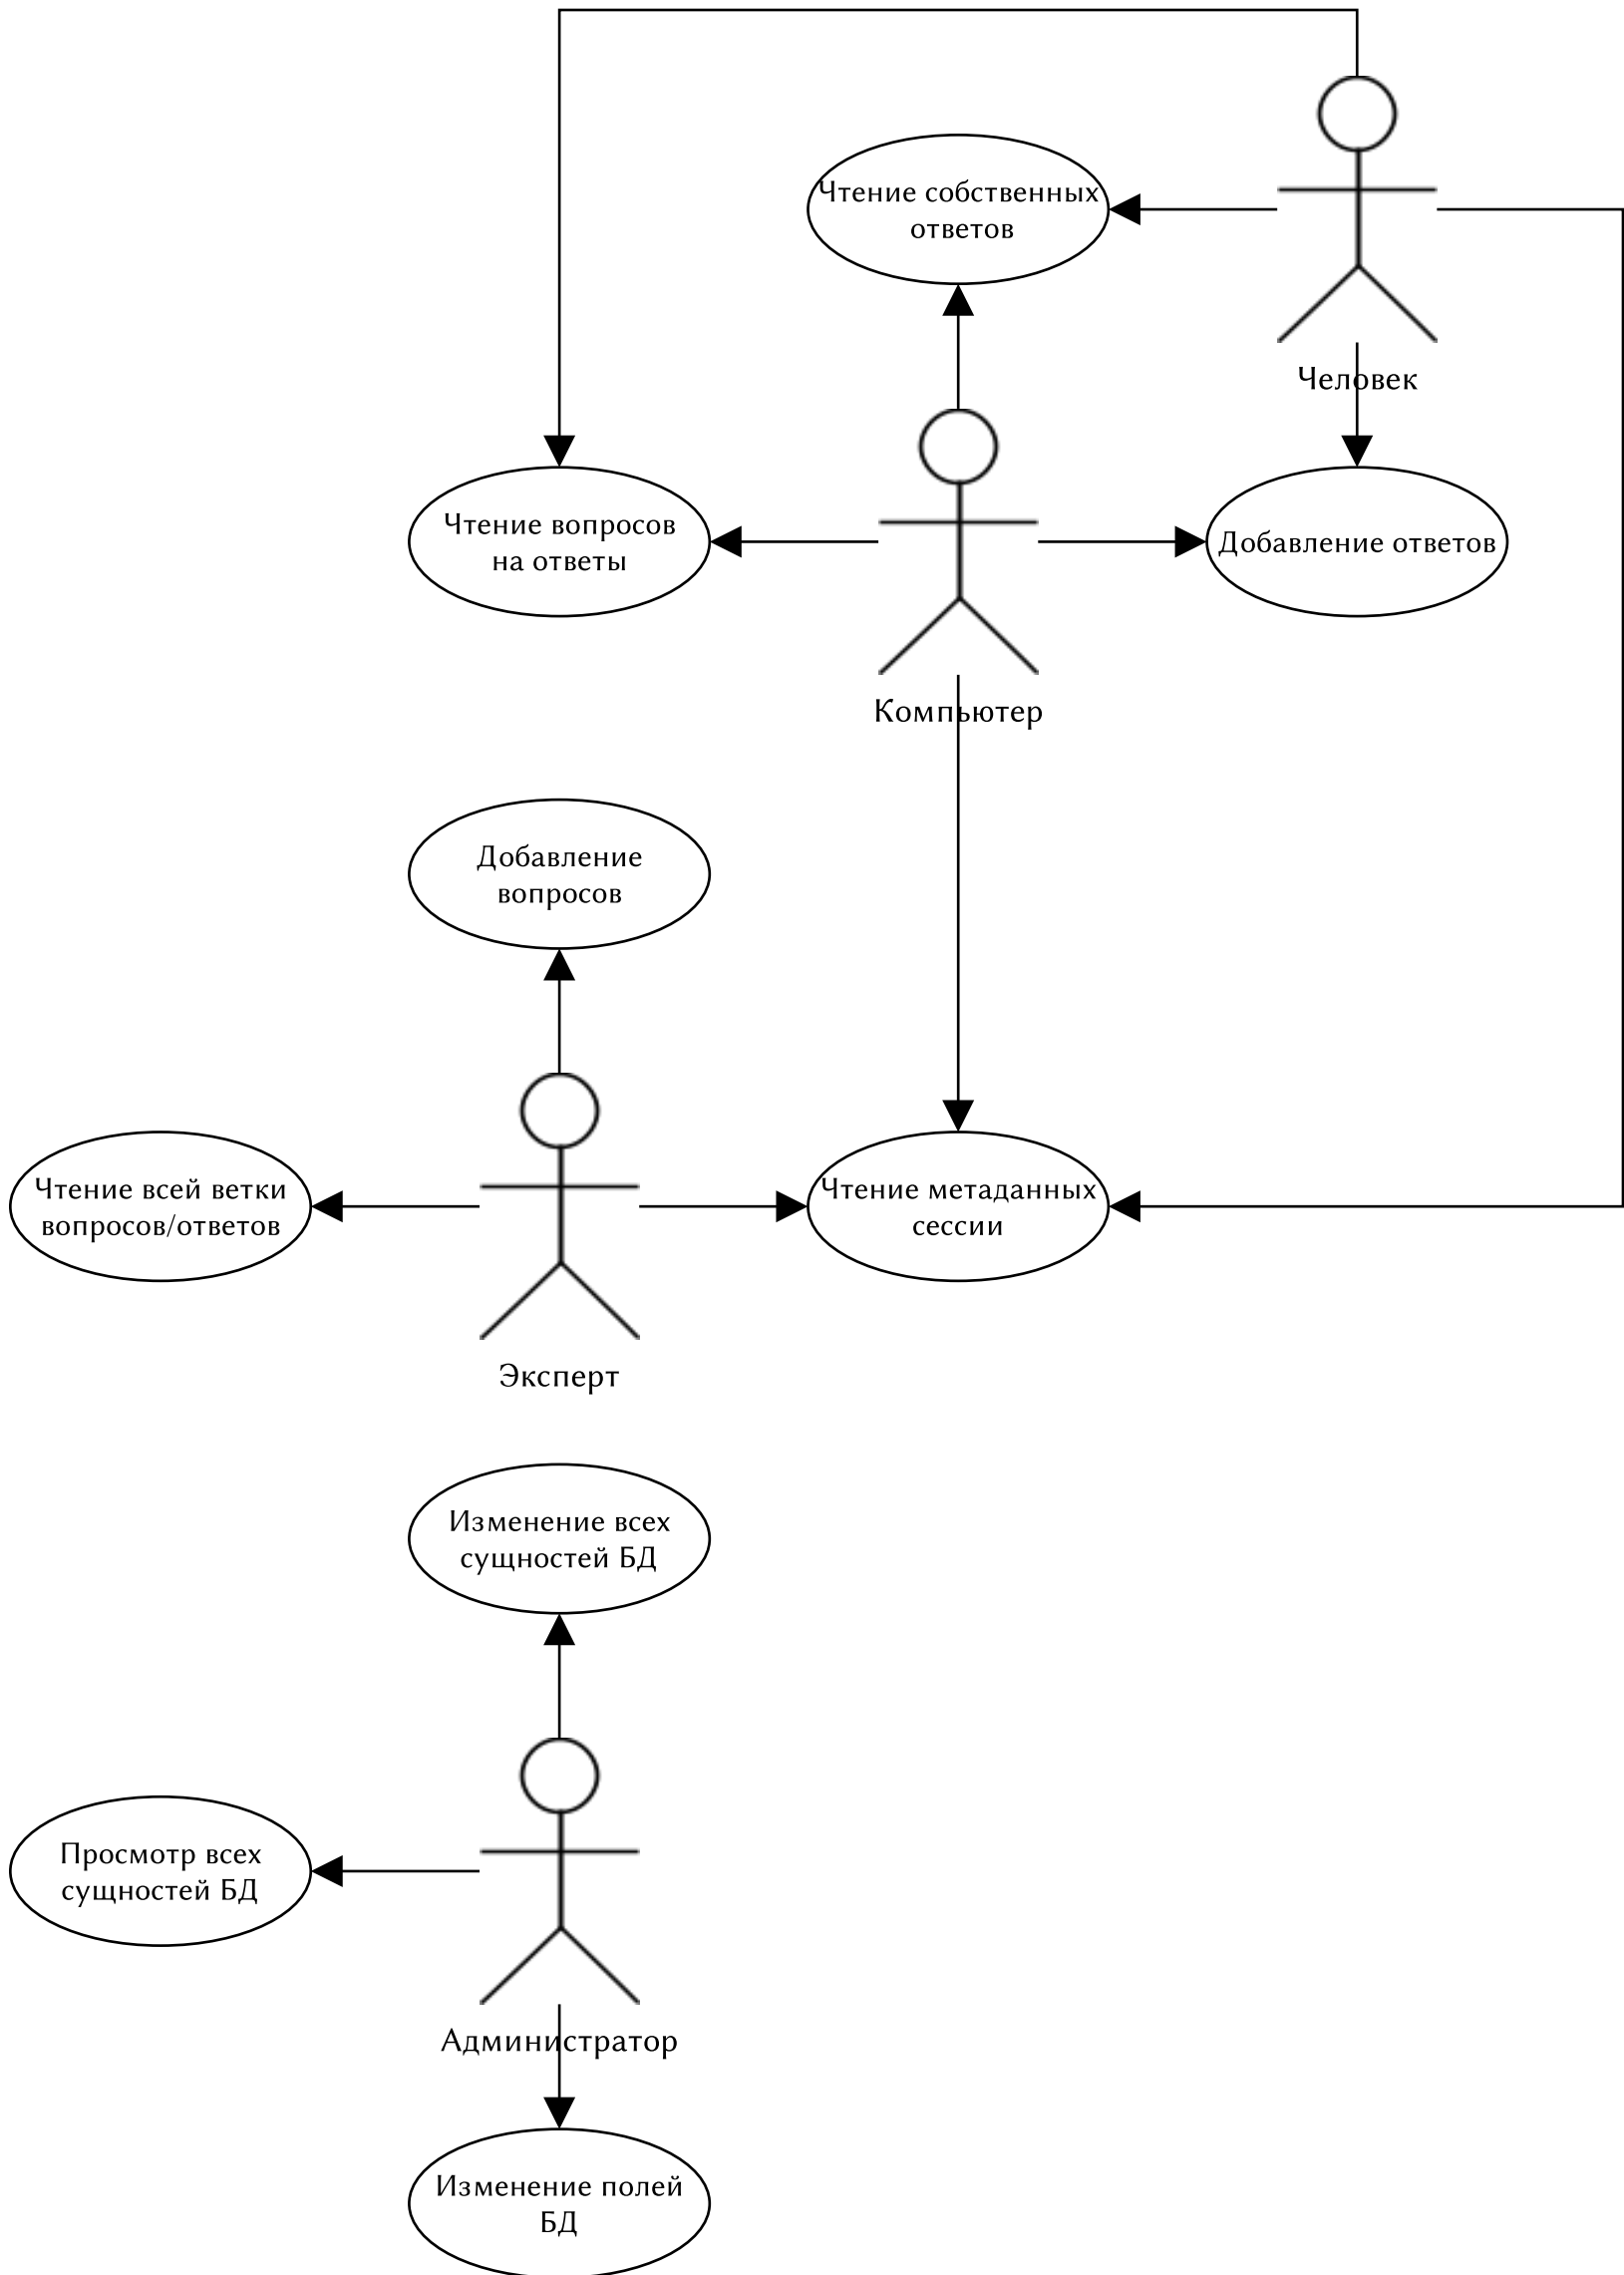 Чтение собственных
ответов
Человек
Чтение вопросов
на ответы
Добавление ответов
Компьютер
Добавление
вопросов
Чтение всей ветки
вопросов/ответов
Чтение метаданных
сессии
Эксперт
Изменение всех
сущностей БД
Просмотр всех
сущностей БД
Администратор
Изменение полей
БД